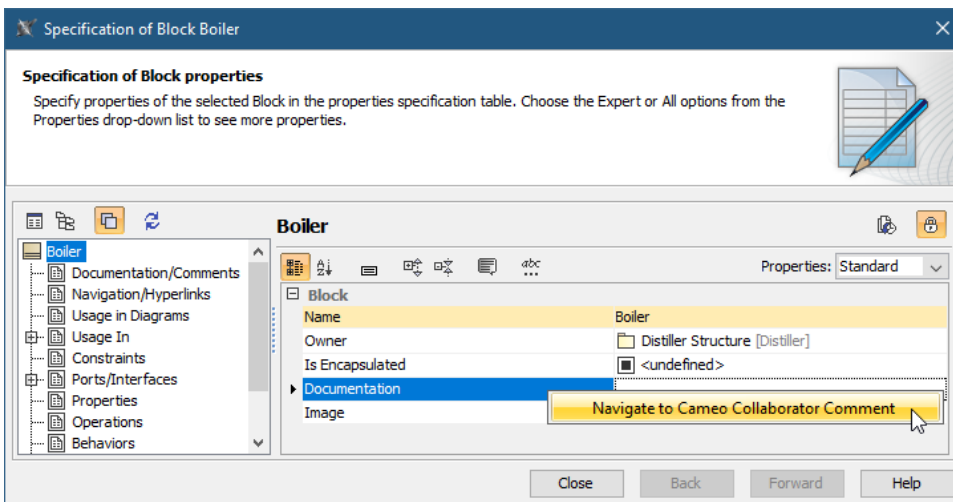 Specification of Block Boiler
Specification of Block properties
Specify properties of the selected Block in the properties specification table. Choose the Expert or All options from the
Properties drop-down list to see more properties.
Boiler
Documentation/Comments
Navigation/Hyperlinks
Usage in Diagrams
Usage In
Constraints
Ports/Interfaces
Properties
Operations
Behaviors
Boiler
Properties: Standard
Block
Name Boiler
Owner Distiller Structure [Distiller]
Is Encapsulated <undefined>
Documentation
Image
Navigate to Cameo Collaborator Comment
Close Back Forward Help